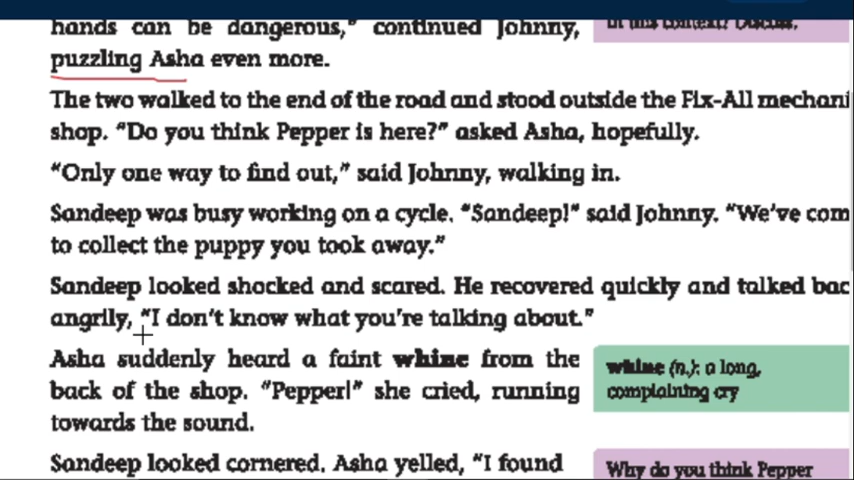 hands can be dangerous,” continued Johnny,
in this context? Discuss.
puzzling Asha even more.
The two walked to the end of the road and stood outside the Fix-All mechani
shop. “Do you think Pepper is here?” asked Asha, hopefully.
“Only one way to find out,” said Johnny, walking in.
Sandeep was busy working on a cycle. “Sandeep!” said Johnny. “We’ve com
to collect the puppy you took away.”
Sandeep looked shocked and scared. He recovered quickly and talked bac
angrily, “I don’t know what you’re talking about.”
Asha suddenly heard a faint whine from the
back of the shop. “Pepper!” she cried, running
towards the sound.
whine (n.): a long,
complaining cry
Sandeep looked cornered. Asha yelled, “I found
Why do you think Pepper